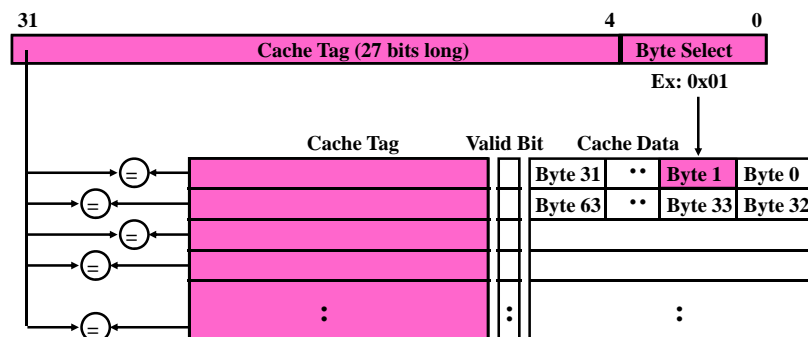 31 4 0
Cache Tag (27 bits long) Byte Select
Ex: 0x01
Cache Tag Valid Bit Cache Data
= Byte 31 ·· Byte 1 Byte 0
= Byte 63 ·· Byte 33 Byte 32
=
=
= : : :